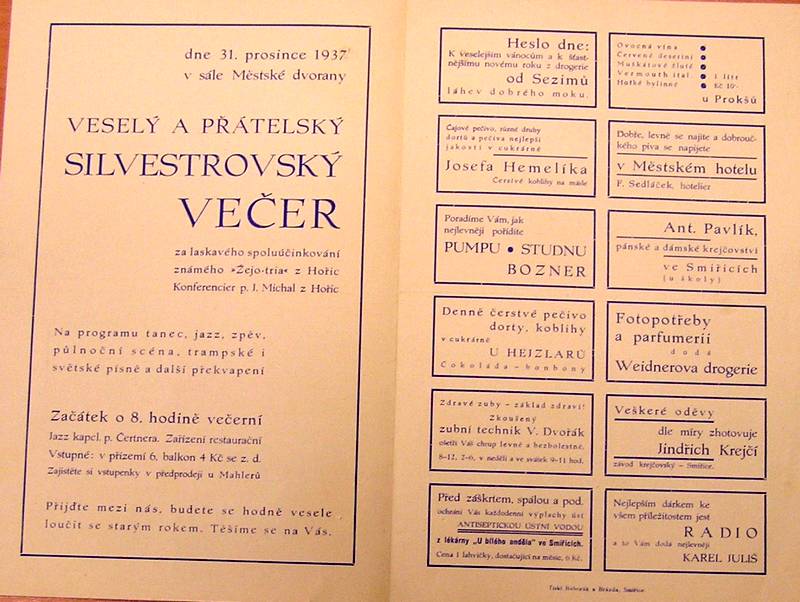 dne 31. prosince 1937
v sále Městské dvorany
VESELÝ A PŘÁTELSKÝ
SILVESTROVSKÝ
VEČER
za laskavého spoluúčinkování
známého »Žejo-tria« z Hořic
Konferencier p. J. Michal z Hořic
Na programu tanec, jazz, zpěv,
půlnoční scéna, trampské i
světské písně a další překvapení
Začátek o 8. hodině večerní
Jazz kapel. p. Čertnera. Zařízení restaurační
Vstupné: v přízemí 6, balkon 4 Kč se z. d.
Zajistěte si vstupenky v předprodeji u Mahlerů
Přijďte mezi nás, budete se hodně vesele
loučit se starým rokem. Těšíme se na Vás.
Heslo dne:
K veselejším vánocům a k šťast-
nějšímu novému roku z drogerie
od Sezimů
láhev dobrého moku.
Čajové pečivo, různé druhy
dortů a pečiva nejlepší
jakosti v cukrárně
Josefa Hemelíka
Čerstvé koblihy na másle
Poradíme Vám, jak
nejlevněji pořídíte
PUMPU • STUDNU
BOZNER
Denně čerstvé pečivo
dorty, koblihy
v cukrárně
U HEJZLARŮ
Čokoláda - bonbony
Zdravé zuby - základ zdraví!
Zkoušený
zubní technik V. Dvořák
ošetří Váš chrup levně a bezbolestně.
8-12, 2-6, v neděli a ve svátek 9-11 hod.
Před záškrtem, spálou a pod.
ochrání Vás každodenní výplachy úst
ANTISEPTICKOU ÚSTNÍ VODOU
z lékárny „U bílého anděla" ve Smiřicích.
Cena 1 lahvičky, dostačující na měsíc, 6 Kč.
Ovocná vína •
Červené desertní •
Muškátové žluté •
Vermouth ital. • 1 litr
Hořké bylinné • Kč 10·-
u Prokšů
Dobře, levně se najíte a dobrouč-
kého piva se napijete
v Městském hotelu
F. Sedláček, hotelier
Ant. Pavlík,
pánské a dámské krejčovství
ve Smiřicích
(u školy)
Fotopotřeby
a parfumerii
dodá
Weidnerova drogerie
Veškeré oděvy
dle míry zhotovuje
Jindřich Krejčí
závod krejčovský - Smiřice.
Nejlepším dárkem ke
všem příležitostem jest
RADIO
a to Vám dodá nejlevněji
KAREL JULIŠ
Tiskl Bohorák a Brázda, Smiřice.